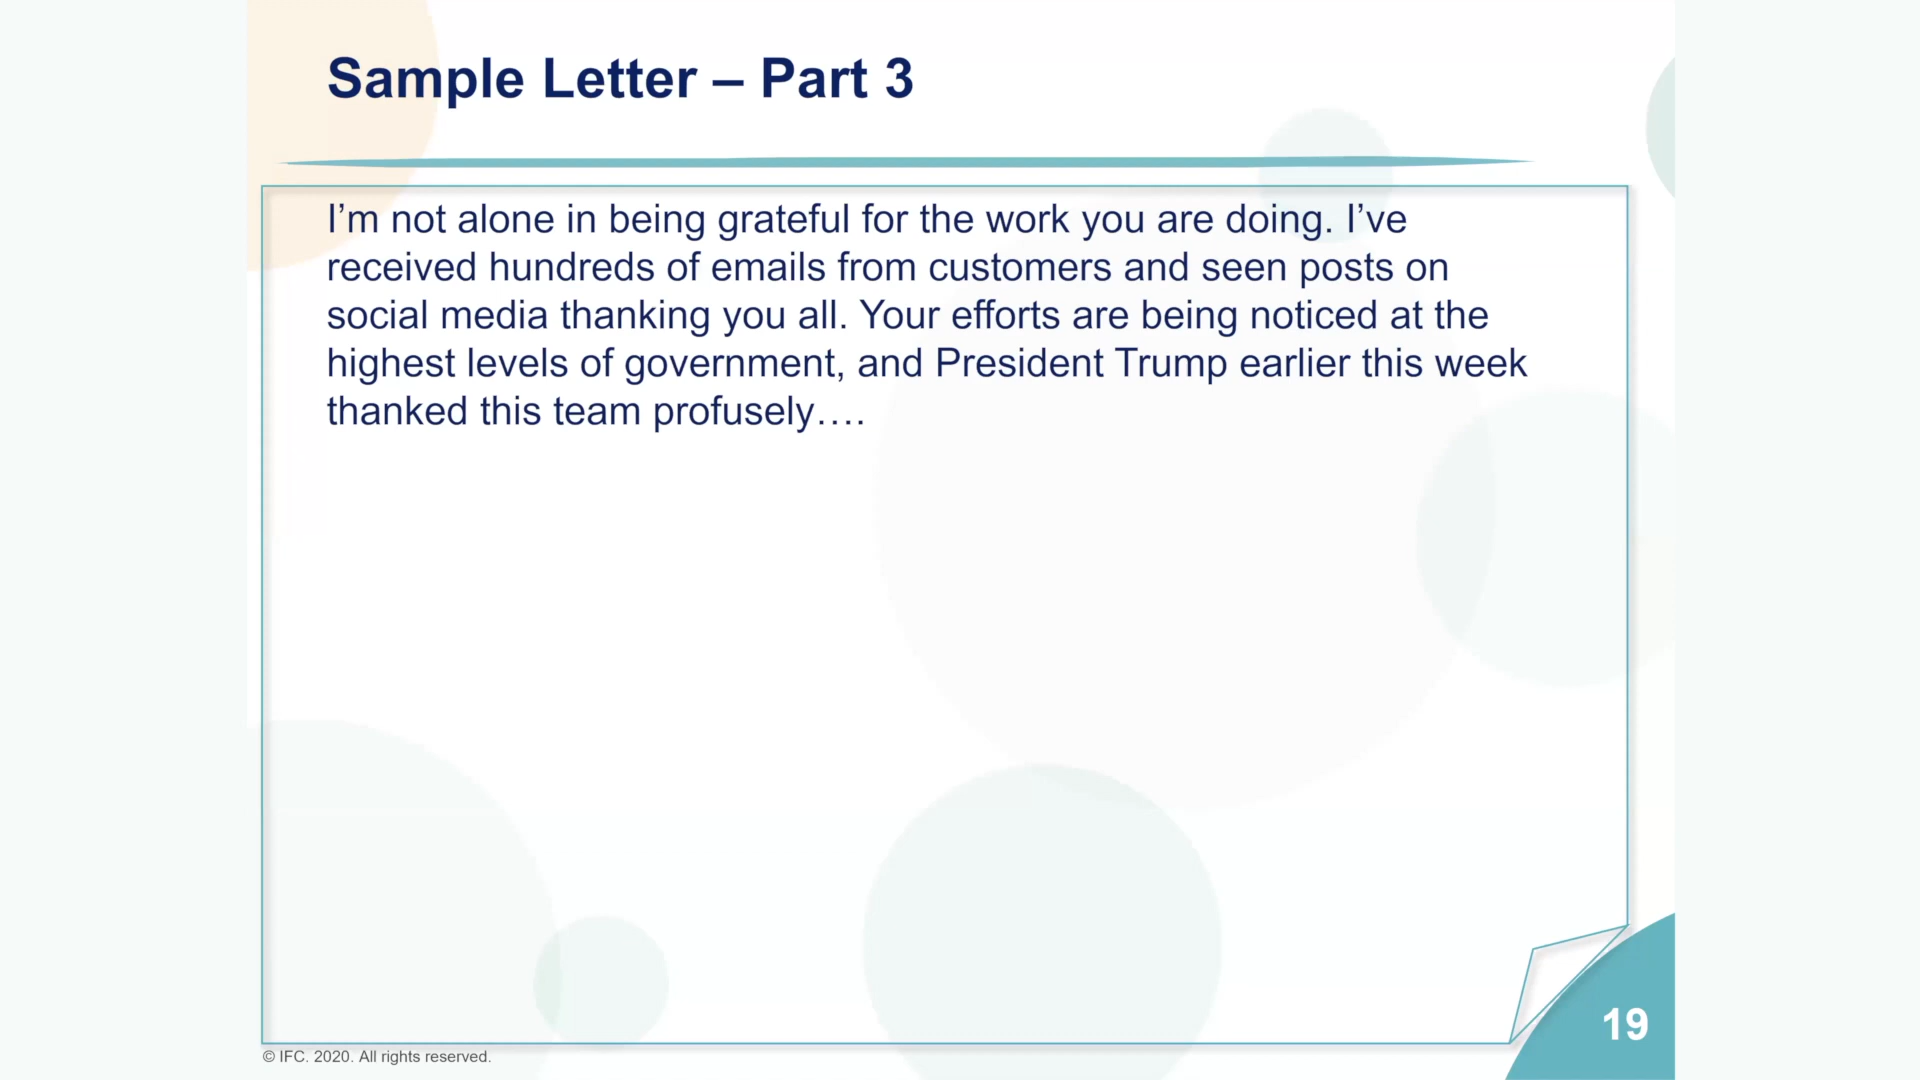 Sample Letter – Part 3
I’m not alone in being grateful for the work you are doing. I’ve
received hundreds of emails from customers and seen posts on
social media thanking you all. Your efforts are being noticed at the
highest levels of government, and President Trump earlier this week
thanked this team profusely….
19
© IFC. 2020. All rights reserved.